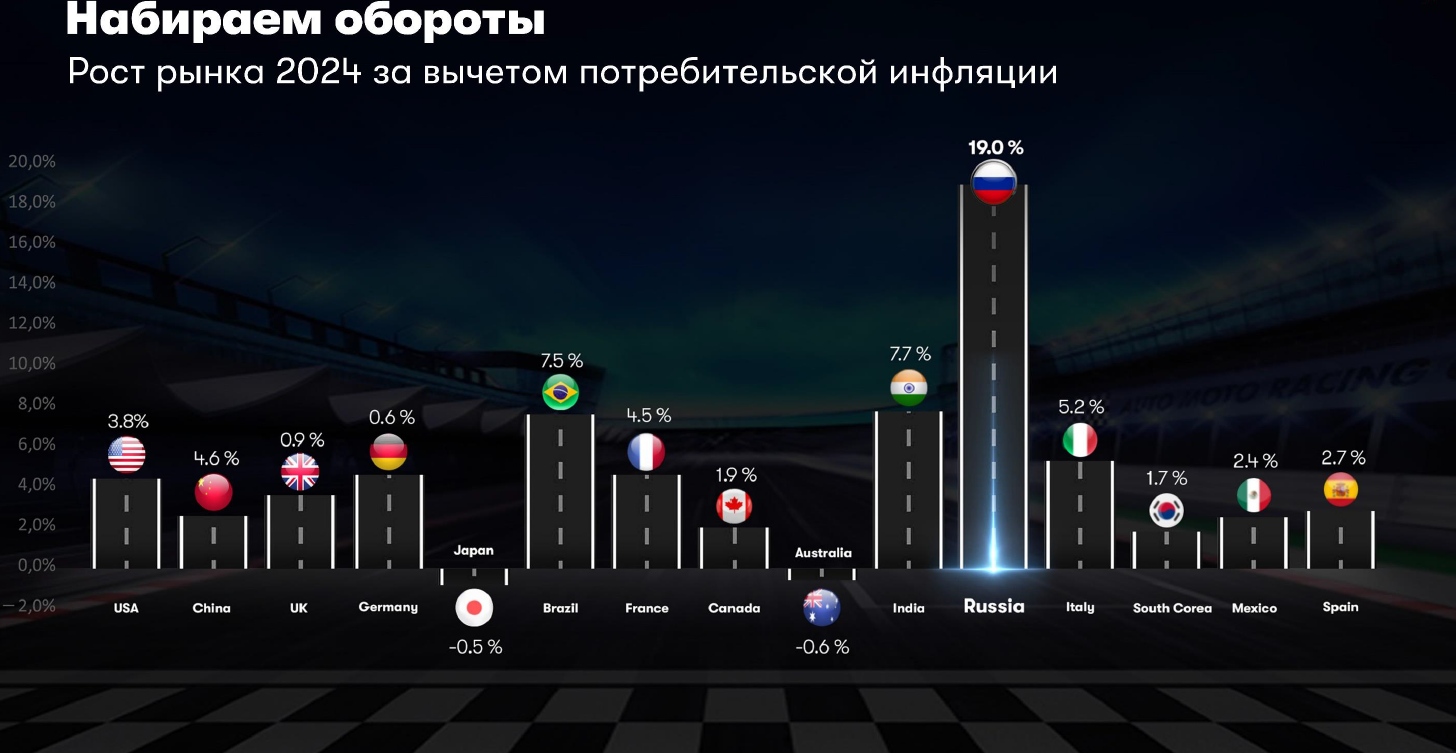 Набираем обороты
Рост рынка 2024 за вычетом потребительской инфляции
20,0%
18,0%
16,0%
14,0%
12,0%
10,0%
8,0%
6,0%
4,0%
2,0%
0,0%
–2,0%
3.8%
4.6 %
0.9 %
0.6 %
7.5 %
4.5 %
1.9 %
7.7 %
19.0 %
5.2 %
1.7 %
2.4 %
2.7 %
AUTO MOTO RACING
Japan
Australia
USA
China
UK
Germany
Brazil
France
Canada
India
Russia
Italy
South Corea
Mexico
Spain
-0.5 %
-0.6 %